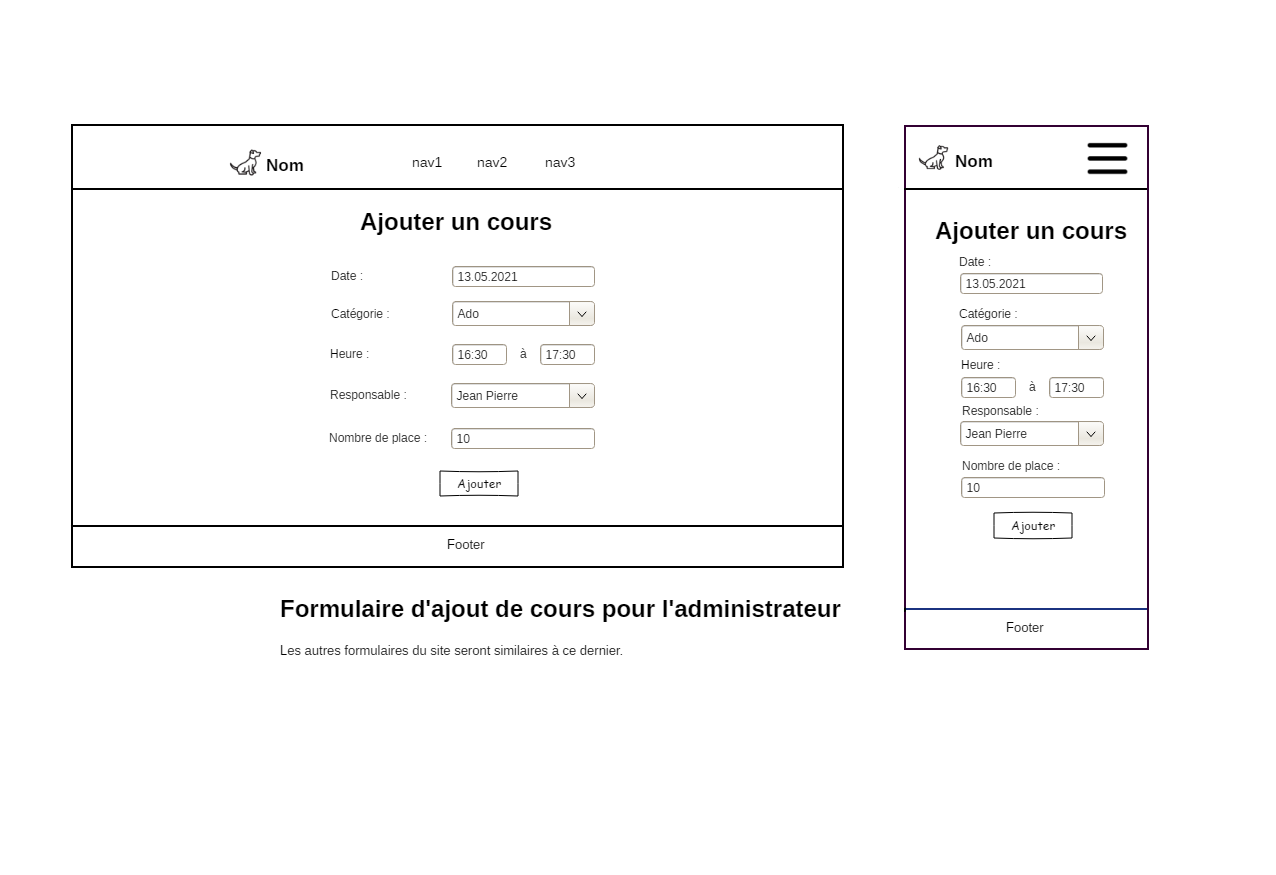 Nom nav1 nav2 nav3
Ajouter un cours
Date : 13.05.2021
Catégorie : Ado
Heure : 16:30 à 17:30
Responsable : Jean Pierre
Nombre de place : 10
Ajouter
Footer
Formulaire d'ajout de cours pour l'administrateur
Les autres formulaires du site seront similaires à ce dernier.
Nom
Ajouter un cours
Date :
13.05.2021
Catégorie :
Ado
Heure :
16:30 à 17:30
Responsable :
Jean Pierre
Nombre de place :
10
Ajouter
Footer